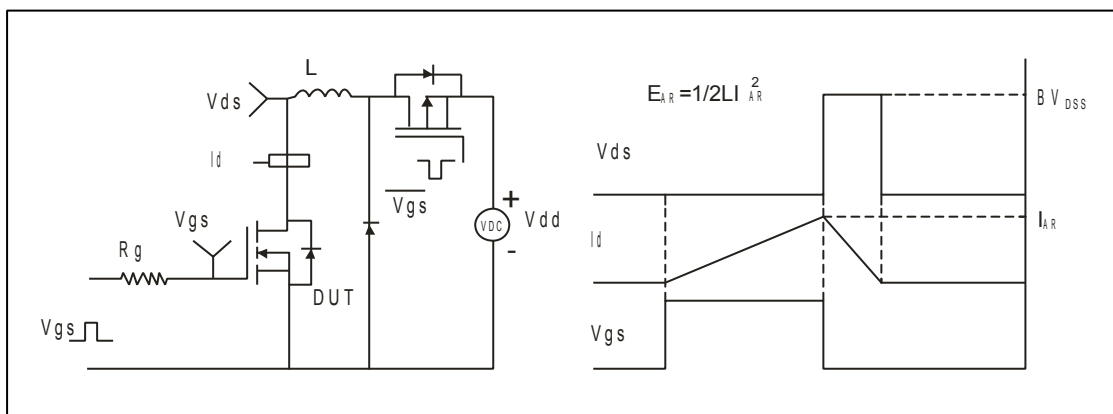 L
Vds
Id
Vgs
Rg
DUT
Vgs
Vgs
+
VDC
Vdd
-
EAR=1/2LI²AR
BVDSS
Vds
Id
IAR
Vgs